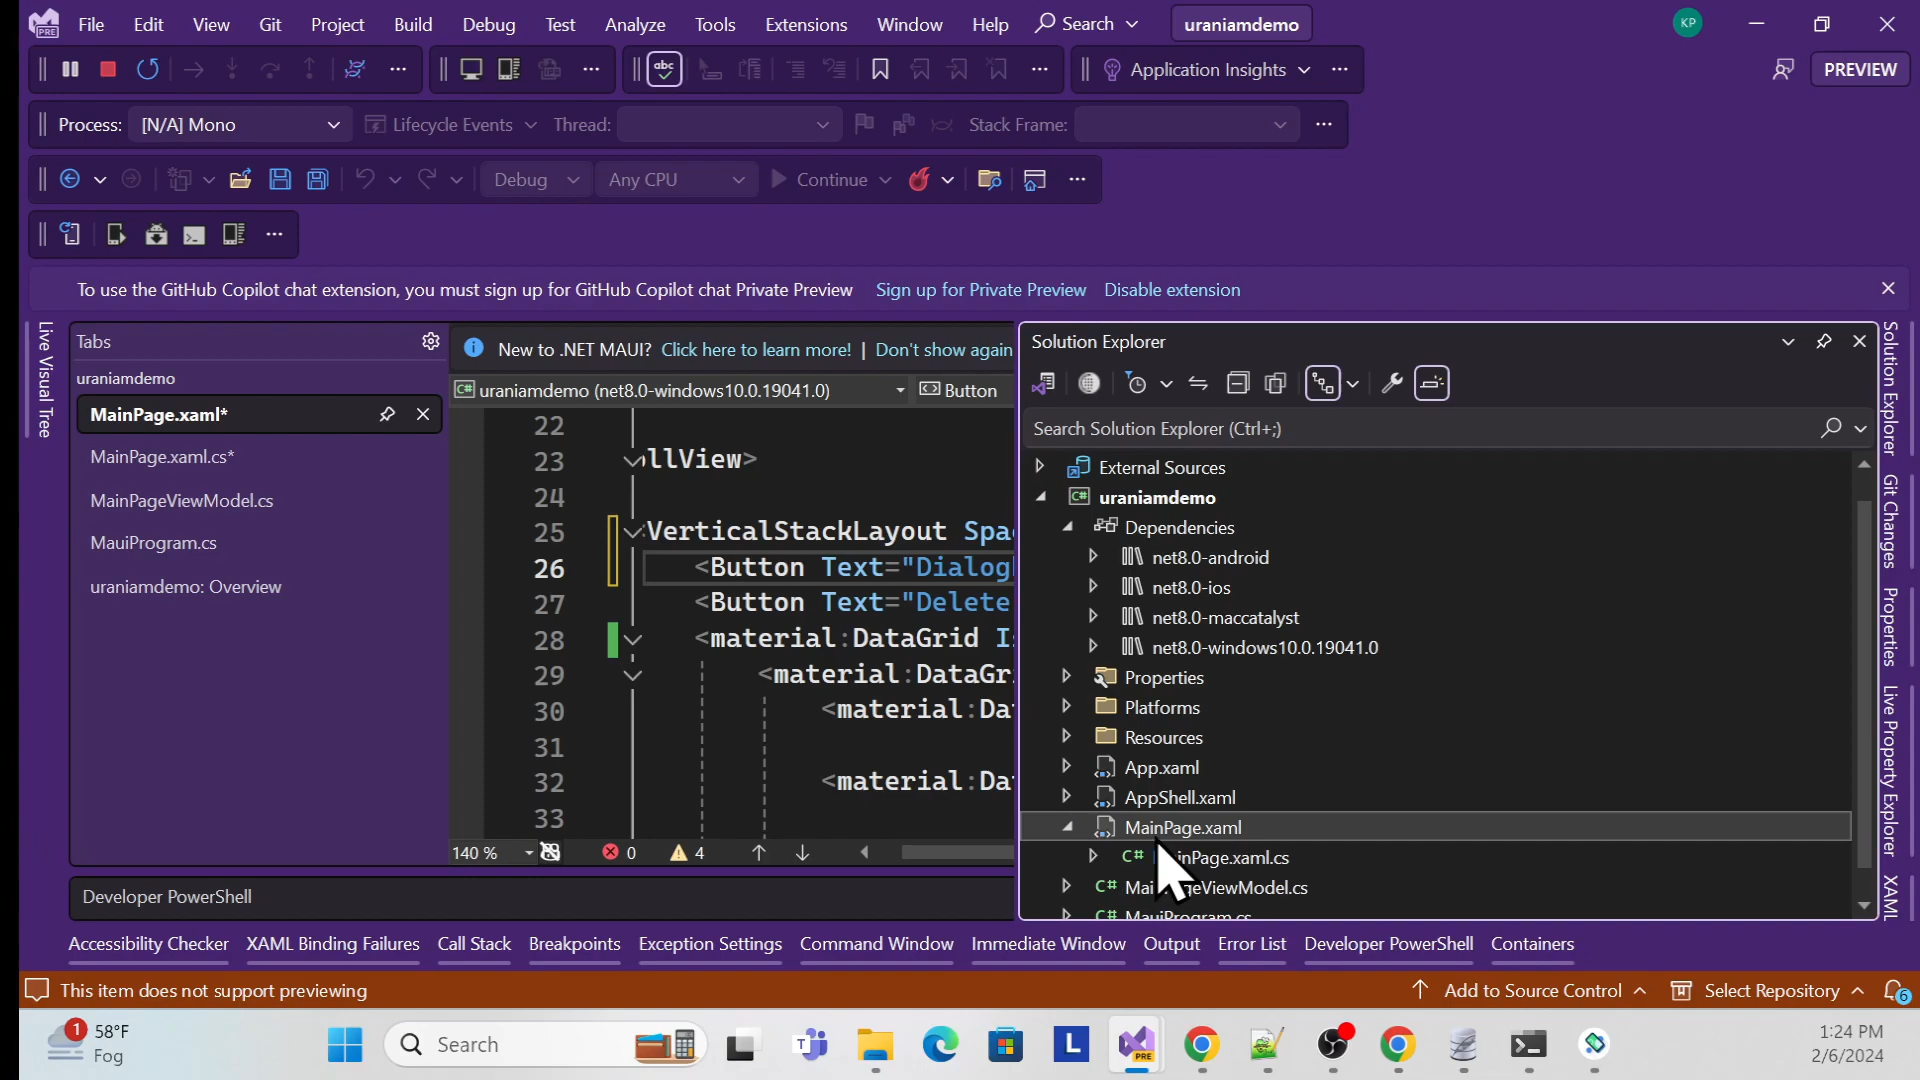 PRE
File Edit View Git Project Build Debug Test Analyze Tools Extensions Window Help Search uraniamdemo KP
abc Application Insights PREVIEW
Process: [N/A] Mono Lifecycle Events Thread: Stack Frame:
Debug Any CPU Continue
To use the GitHub Copilot chat extension, you must sign up for GitHub Copilot chat Private Preview Sign up for Private Preview Disable extension
Live Visual Tree
Tabs
uraniamdemo
MainPage.xaml*
MainPage.xaml.cs*
MainPageViewModel.cs
MauiProgram.cs
uraniamdemo: Overview
New to .NET MAUI? Click here to learn more! | Don't show again
C# uraniamdemo (net8.0-windows10.0.19041.0) Button
22
23 llView>
24
25 VerticalStackLayout Spa
26 <Button Text="Dialog
27 <Button Text="Delete
28 <material:DataGrid I
29 <material:DataGr
30 <material:Da
31
32 <material:Da
33
140 % 0 4
Developer PowerShell
Solution Explorer
Search Solution Explorer (Ctrl+;)
External Sources
C# uraniamdemo
Dependencies
net8.0-android
net8.0-ios
net8.0-maccatalyst
net8.0-windows10.0.19041.0
Properties
Platforms
Resources
App.xaml
AppShell.xaml
MainPage.xaml
C# inPage.xaml.cs
C# Mai geViewModel.cs
C# MauiProgram.cs
Solution Explorer
Git Changes
Properties
Live Property Explorer
XAML
Accessibility Checker XAML Binding Failures Call Stack Breakpoints Exception Settings Command Window Immediate Window Output Error List Developer PowerShell Containers
This item does not support previewing Add to Source Control Select Repository 6
1 58°F
Fog
Search T L PRE
1:24 PM
2/6/2024